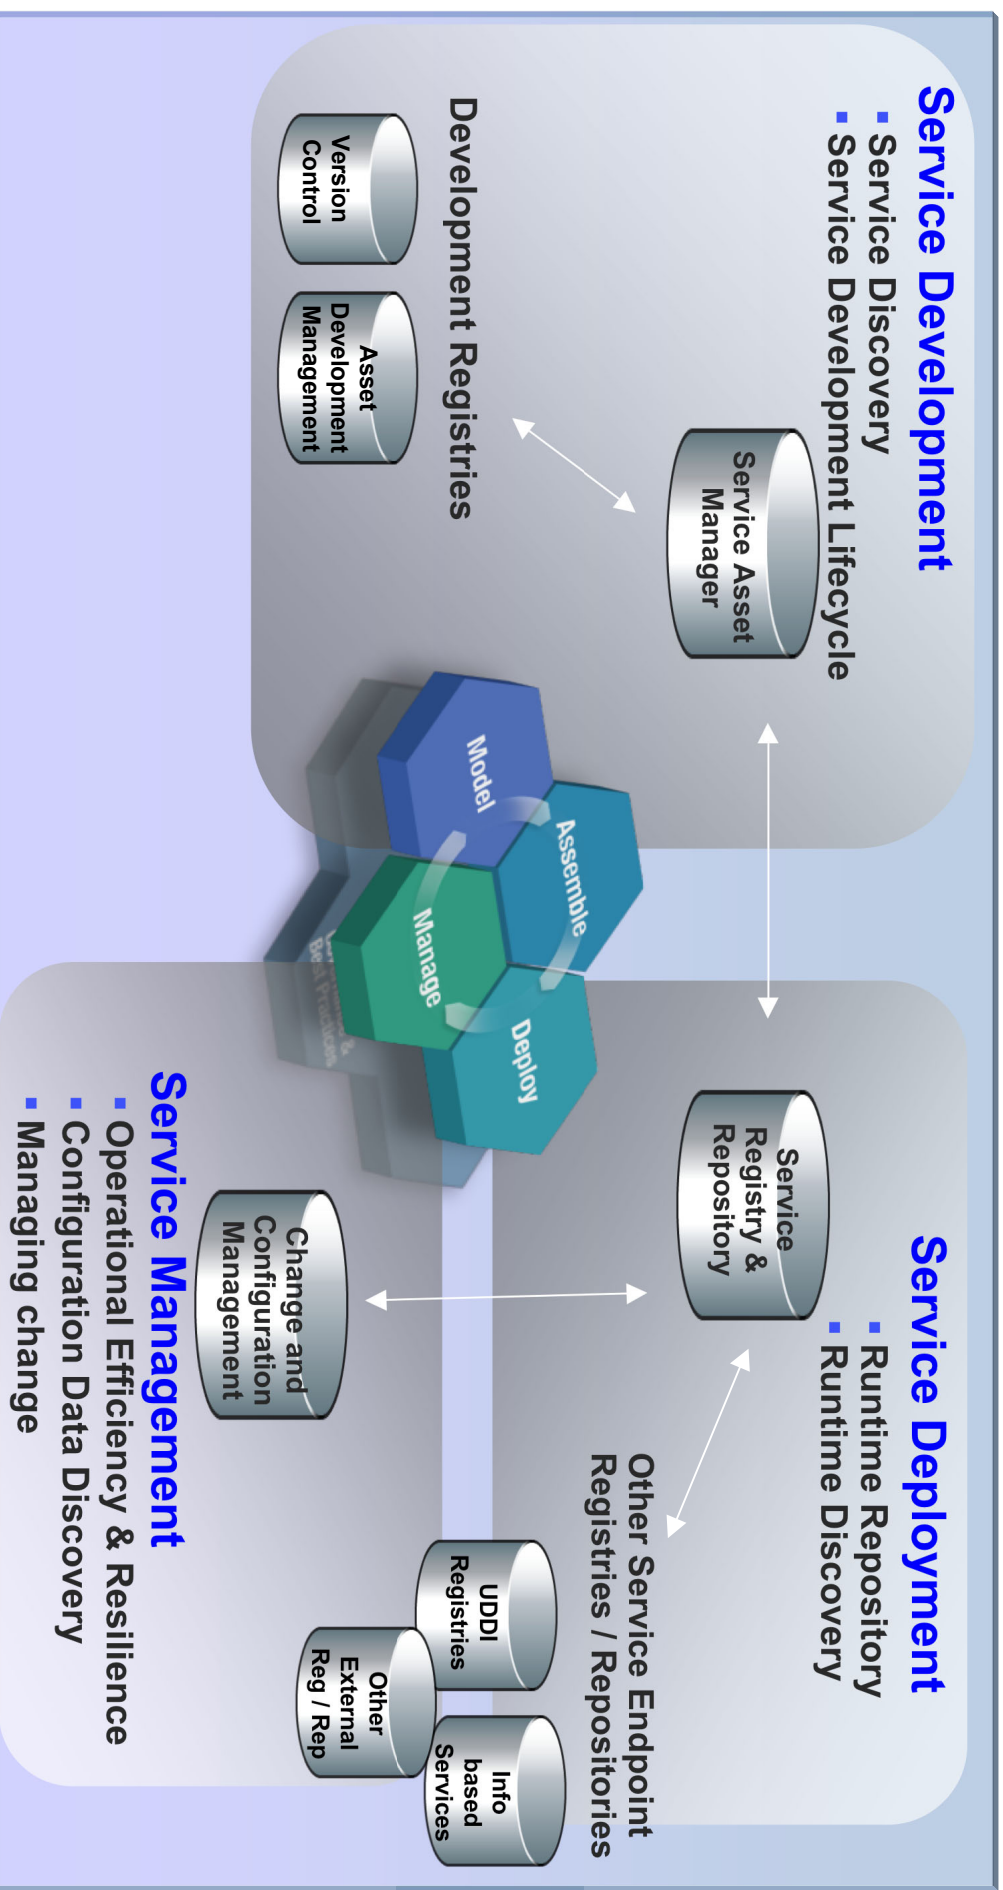 Service Development
▪ Service Discovery
▪ Service Development Lifecycle
Service Asset
Manager
Development Registries
Version
Control
Asset
Development
Management
Model
Assemble
Manage
Deploy
Best Practices
Service Deployment
▪ Runtime Repository
▪ Runtime Discovery
Service
Registry &
Repository
Other Service Endpoint
Registries / Repositories
UDDI
Registries
Info
based
Services
Other
External
Reg / Rep
Change and
Configuration
Management
Service Management
▪ Operational Efficiency & Resilience
▪ Configuration Data Discovery
▪ Managing change